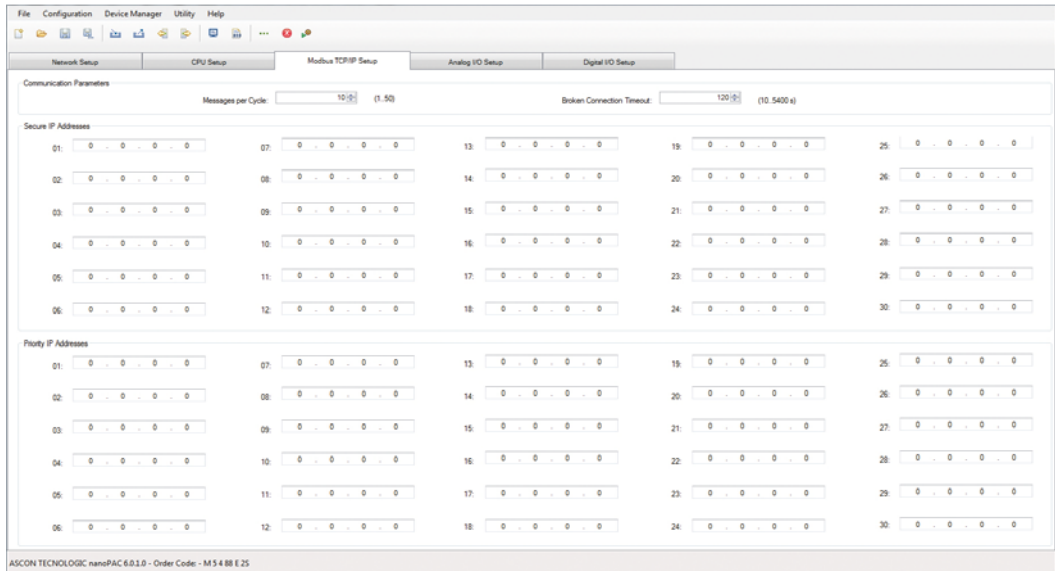 File Configuration Device Manager Utility Help
Network Setup CPU Setup Modbus TCP/IP Setup Analog I/O Setup Digital I/O Setup
Communication Parameters
Messages per Cycle: 10 (1..50) Broken Connection Timeout: 120 (10..5400 s)
Secure IP Addresses
01: 0 . 0 . 0 . 0 07: 0 . 0 . 0 . 0 13: 0 . 0 . 0 . 0 19: 0 . 0 . 0 . 0 25: 0 . 0 . 0 . 0
02: 0 . 0 . 0 . 0 08: 0 . 0 . 0 . 0 14: 0 . 0 . 0 . 0 20: 0 . 0 . 0 . 0 26: 0 . 0 . 0 . 0
03: 0 . 0 . 0 . 0 09: 0 . 0 . 0 . 0 15: 0 . 0 . 0 . 0 21: 0 . 0 . 0 . 0 27: 0 . 0 . 0 . 0
04: 0 . 0 . 0 . 0 10: 0 . 0 . 0 . 0 16: 0 . 0 . 0 . 0 22: 0 . 0 . 0 . 0 28: 0 . 0 . 0 . 0
05: 0 . 0 . 0 . 0 11: 0 . 0 . 0 . 0 17: 0 . 0 . 0 . 0 23: 0 . 0 . 0 . 0 29: 0 . 0 . 0 . 0
06: 0 . 0 . 0 . 0 12: 0 . 0 . 0 . 0 18: 0 . 0 . 0 . 0 24: 0 . 0 . 0 . 0 30: 0 . 0 . 0 . 0
Priority IP Addresses
01: 0 . 0 . 0 . 0 07: 0 . 0 . 0 . 0 13: 0 . 0 . 0 . 0 19: 0 . 0 . 0 . 0 25: 0 . 0 . 0 . 0
02: 0 . 0 . 0 . 0 08: 0 . 0 . 0 . 0 14: 0 . 0 . 0 . 0 20: 0 . 0 . 0 . 0 26: 0 . 0 . 0 . 0
03: 0 . 0 . 0 . 0 09: 0 . 0 . 0 . 0 15: 0 . 0 . 0 . 0 21: 0 . 0 . 0 . 0 27: 0 . 0 . 0 . 0
04: 0 . 0 . 0 . 0 10: 0 . 0 . 0 . 0 16: 0 . 0 . 0 . 0 22: 0 . 0 . 0 . 0 28: 0 . 0 . 0 . 0
05: 0 . 0 . 0 . 0 11: 0 . 0 . 0 . 0 17: 0 . 0 . 0 . 0 23: 0 . 0 . 0 . 0 29: 0 . 0 . 0 . 0
06: 0 . 0 . 0 . 0 12: 0 . 0 . 0 . 0 18: 0 . 0 . 0 . 0 24: 0 . 0 . 0 . 0 30: 0 . 0 . 0 . 0
ASCON TECNOLOGIC nanoPAC 6.0.1.0 - Order Code: - M 5 4 88 E 2S